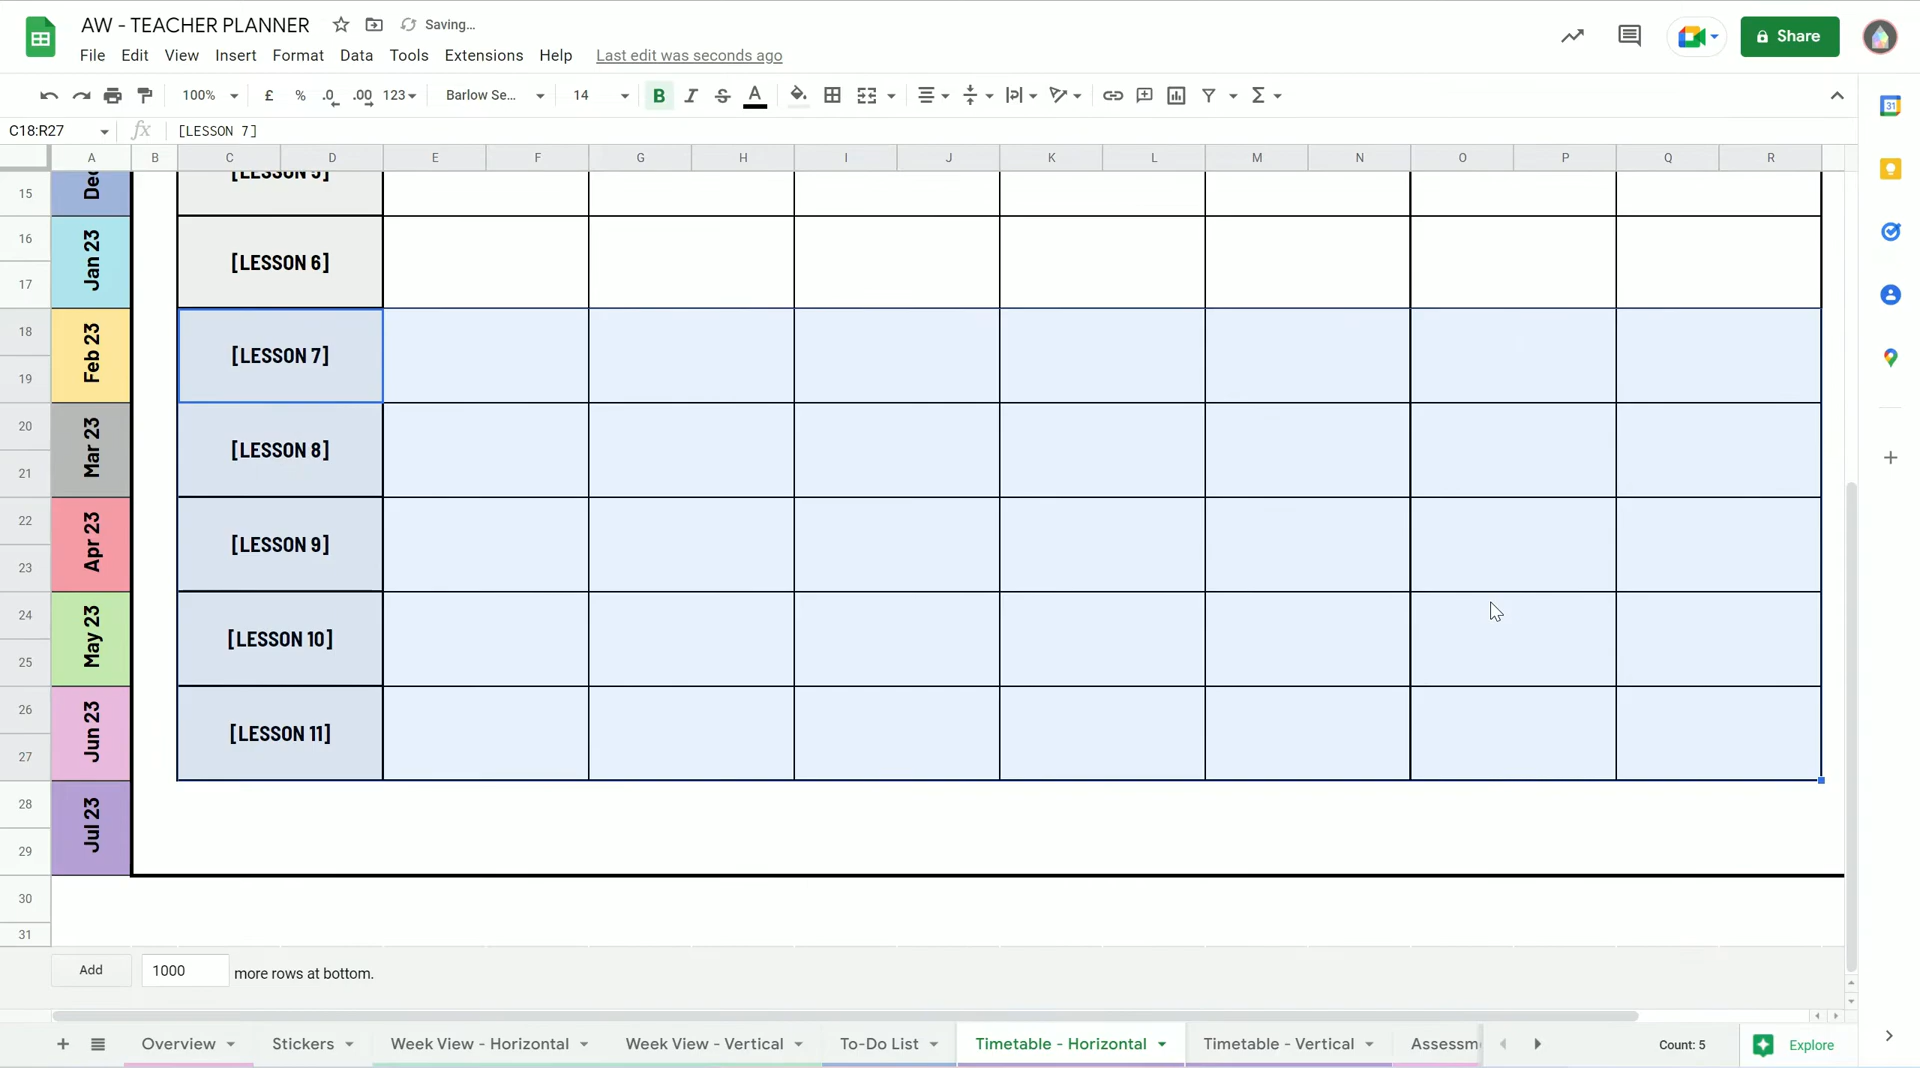 AW - TEACHER PLANNER Saving...
File Edit View Insert Format Data Tools Extensions Help Last edit was seconds ago
Share
100% £ % .0 .00 123 Barlow Se... 14 B I S A Σ
C18:R27 fx [LESSON 7]
A B C D E F G H I J K L M N O P Q R
15 Dec [LESSON 5]
16 Jan 23 [LESSON 6]
17
18 Feb 23 [LESSON 7]
19
20 Mar 23 [LESSON 8]
21
22 Apr 23 [LESSON 9]
23
24 May 23 [LESSON 10]
25
26 Jun 23 [LESSON 11]
27
28 Jul 23
29
30
31
Add 1000 more rows at bottom.
Overview Stickers Week View - Horizontal Week View - Vertical To-Do List Timetable - Horizontal Timetable - Vertical Assessm Count: 5 Explore
31